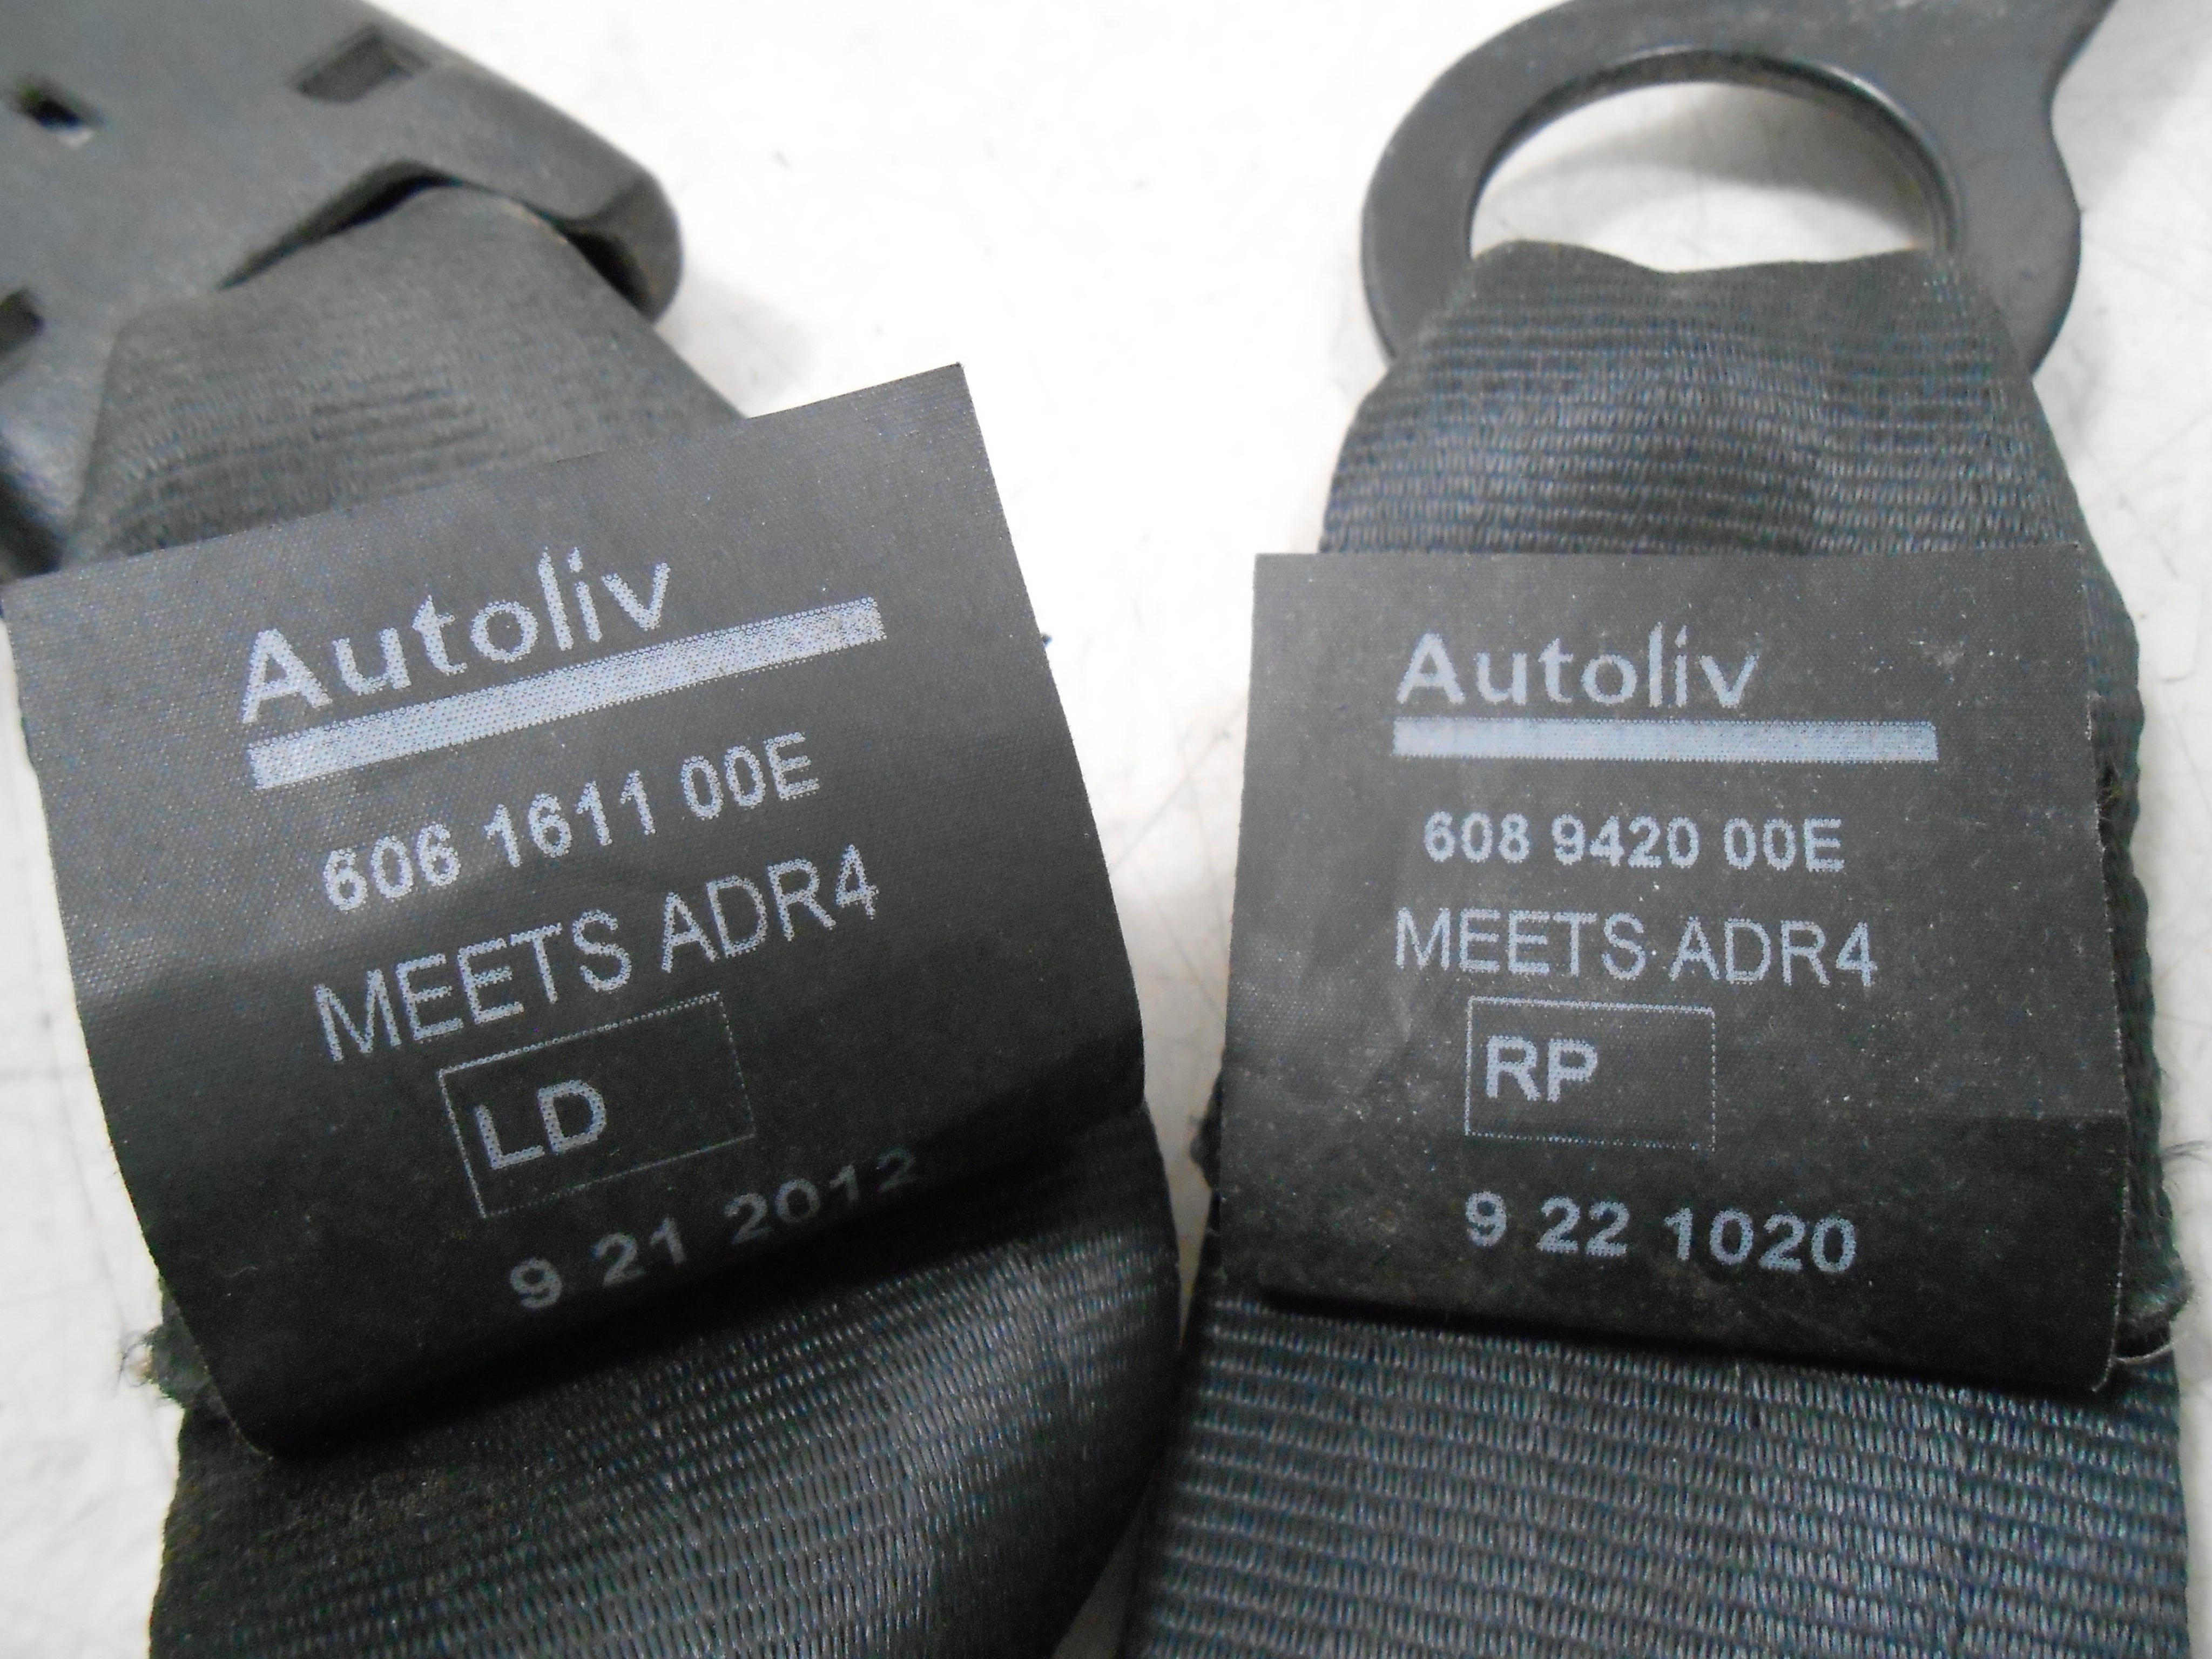 Autoliv
606 1611 00E
MEETS ADR4
LD
9 21 2012
Autoliv
608 9420 00E
MEETS ADR4
RP
9 22 1020